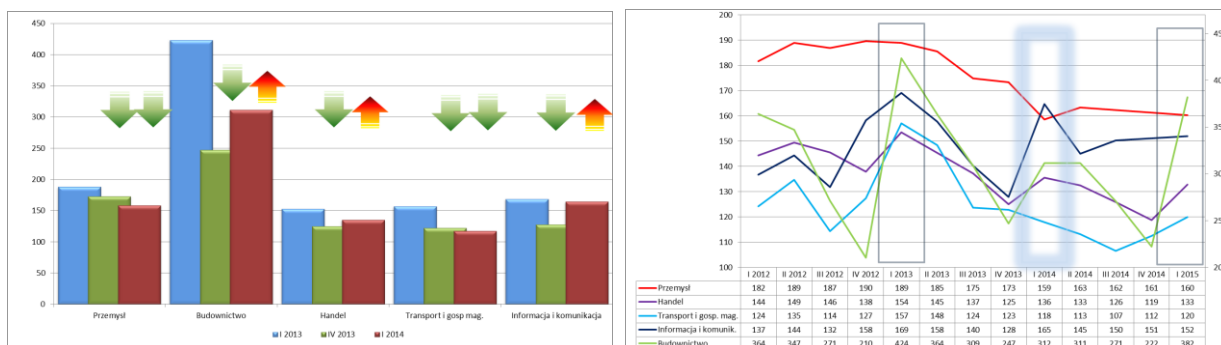 450
400
350
300
250
200
150
100
50
0
Przemysł Budownictwo Handel Transport i gosp mag. Informacja i komunikacja
I 2013 IV 2013 I 2014
200
190
180
170
160
150
140
130
120
110
100
I 2012 II 2012 III 2012 IV 2012 I 2013 II 2013 III 2013 IV 2013 I 2014 II 2014 III 2014 IV 2014 I 2015
Przemysł 182 189 187 190 189 185 175 173 159 163 162 161 160
Handel 144 149 146 138 154 145 137 125 136 133 126 119 133
Transport i gosp. mag. 124 135 114 127 157 148 124 123 118 113 107 112 120
Informacja i komunik. 137 144 132 158 169 158 140 128 165 145 150 151 152
Budownictwo 364 347 271 210 424 364 309 247 312 311 271 222 382